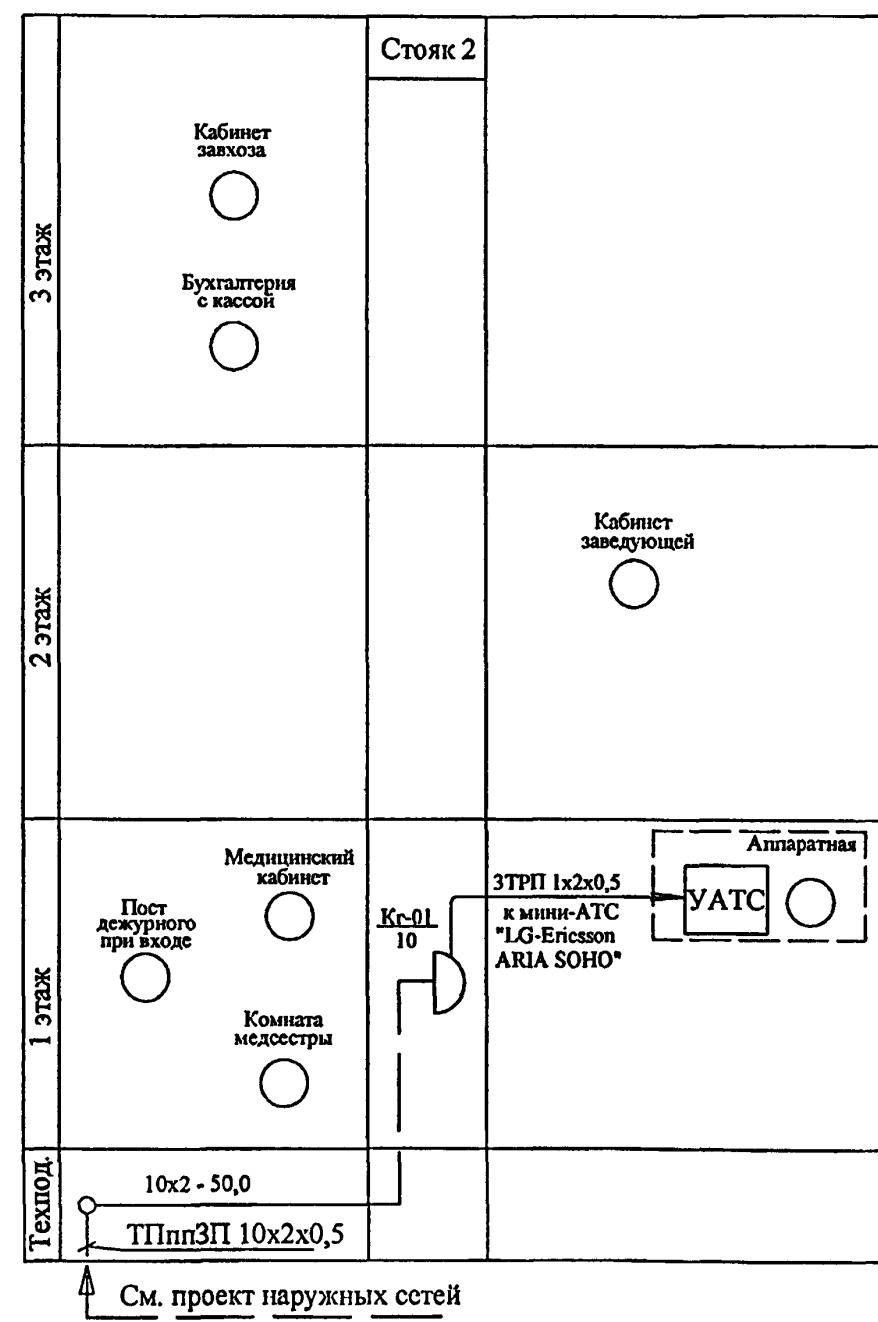 Стояк 2
3 этаж
Кабинет
завхоза
Бухгалтерия
с кассой
2 этаж
Кабинет
заведующей
1 этаж
Медицинский
кабинет
Пост
дежурного
при входе
Комната
медсестры
Кг-01
10
3ТРП 1х2х0,5
к мини-АТС
"LG-Ericsson
ARIA SOHO"
Аппаратная
УАТС
Техпод.
10х2 - 50,0
ТПппЗП 10х2х0,5
См. проект наружных сетей